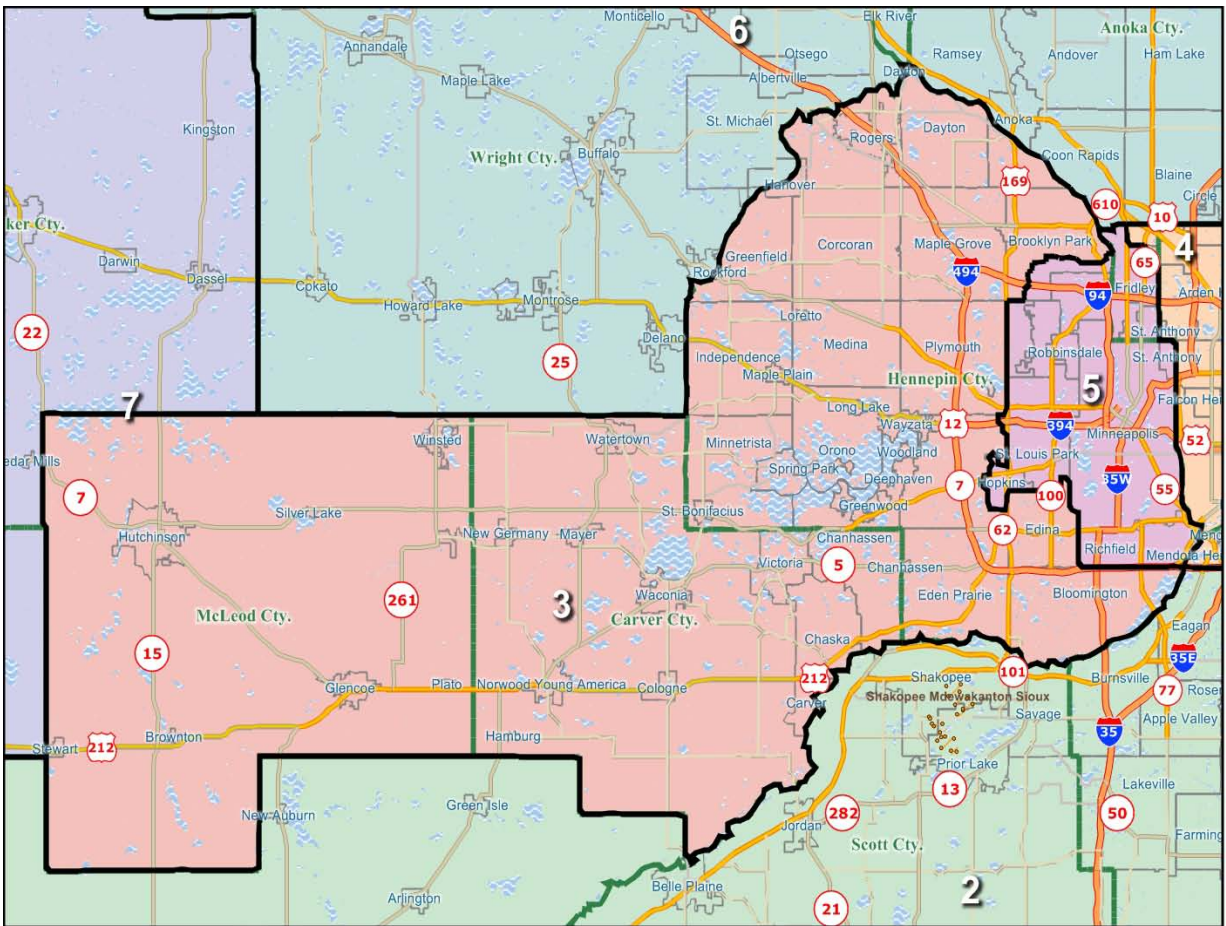 Monticello
6
Elk River
Anoka Cty.
Annandale
Otsego
Ramsey
Andover
Ham Lake
Maple Lake
Albertville
Dayton
Kingston
St. Michael
Rogers
Dayton
Anoka
Wright Cty.
Buffalo
Coon Rapids
Hanover
169
Blaine
Circle
610
10
ker Cty.
Corcoran
Maple Grove
Brooklyn Park
4
Darwin
Greenfield
65
Dassel
Rockford
494
Cokato
Fridley
Arden
Howard Lake
Montrose
94
Loretto
22
Delano
Medina
Plymouth
St. Anthony
25
Independence
Robbinsdale
St. Anthony
Maple Plain
Hennepin Cty.
5
7
Long Lake
Falcon He
Wayzata
12
394
Minneapolis
Winsted
Watertown
Minnetrista
Orono
Woodland
St. Louis Park
52
edar Mills
Spring Park
Deephaven
Hopkins
35W
7
7
100
55
Silver Lake
St. Bonifacius
Greenwood
62
Edina
Hutchinson
New Germany
Mayer
Chanhassen
Richfield
Mendota He
Victoria
5
Chanhassen
261
3
Waconia
Eden Prairie
Bloomington
McLeod Cty.
Carver Cty.
Chaska
Eagan
15
35E
101
Glencoe
Plato
Norwood Young America
Cologne
212
Shakopee
Burnsville
77
Shakopee Mdewakanton Sioux
Carver
Savage
Apple Valley
Brownton
Hamburg
35
Stewart
212
Prior Lake
13
Lakeville
Green Isle
282
New Auburn
Jordan
50
Scott Cty.
Farming
Belle Plaine
2
Arlington
21